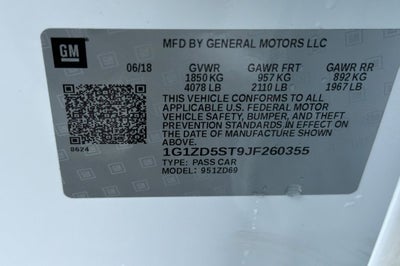 GM
MFD BY GENERAL MOTORS LLC
06/18 GVWR GAWR FRT GAWR RR
1850 KG 957 KG 892 KG
4078 LB 2110 LB 1967 LB
THIS VEHICLE CONFORMS TO ALL
APPLICABLE U.S. FEDERAL MOTOR
VEHICLE SAFETY, BUMPER, AND THEFT
PREVENTION STANDARDS IN EFFECT ON
THE DATE OF MANUFACTURE SHOWN
ABOVE.
8624
1G1ZD5ST9JF260355
TYPE: PASS CAR
MODEL: 951ZD69